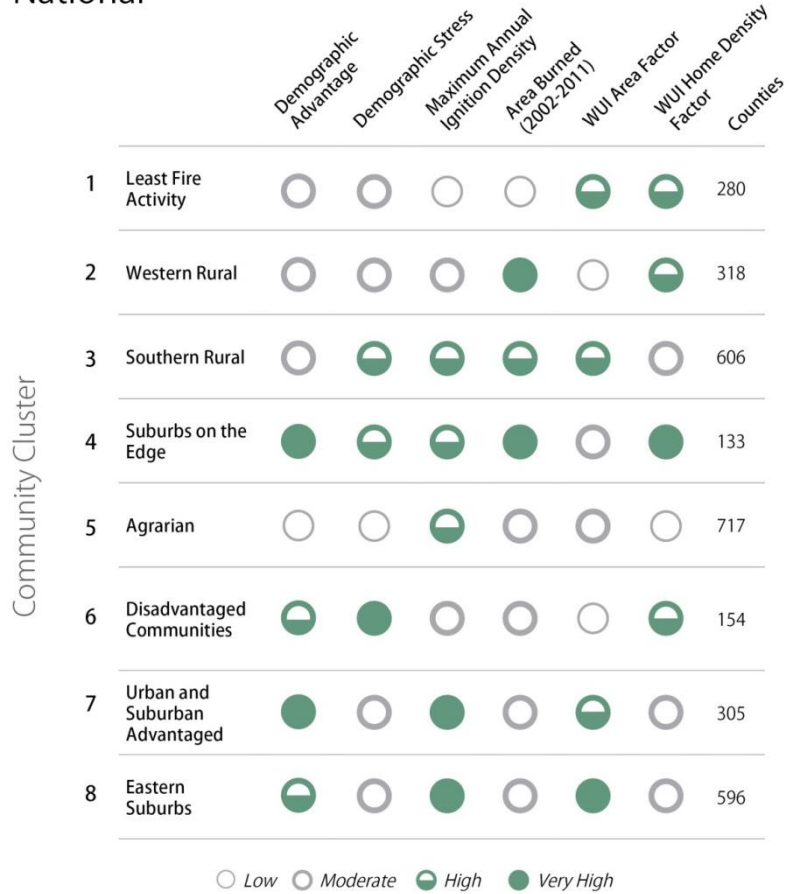 National
Demographic
Advantage
Demographic Stress
Maximum Annual
Ignition Density
Area Burned
(2002-2011)
WUI Area Factor
WUI Home Density
Factor
Counties
Community Cluster
1 Least Fire
Activity 280
2 Western Rural 318
3 Southern Rural 606
4 Suburbs on the
Edge 133
5 Agrarian 717
6 Disadvantaged
Communities 154
7 Urban and
Suburban
Advantaged 305
8 Eastern
Suburbs 596
Low Moderate High Very High